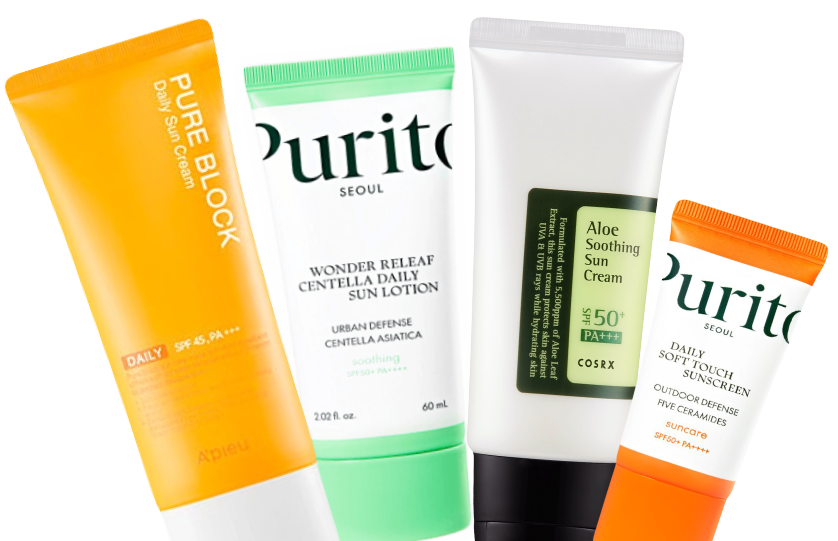 PURE BLOCK
Daily Sun Cream
DAILY SPF 45, PA+++
A'pieu
Purito
SEOUL
WONDER RELEAF
CENTELLA DAILY
SUN LOTION
URBAN DEFENSE
CENTELLA ASIATICA
soothing
SPF50+ PA++++
2.02 fl. oz. 60 mL
Formulated with 5,500ppm of Aloe Leaf
Extract, this sun cream protects skin against
UVA & UVB rays while hydrating skin
Aloe
Soothing
Sun
Cream
SPF 50+
PA+++
COSRX
Purito
SEOUL
DAILY
SOFT TOUCH
SUNSCREEN
OUTDOOR DEFENSE
FIVE CERAMIDES
suncare
SPF50+ PA++++